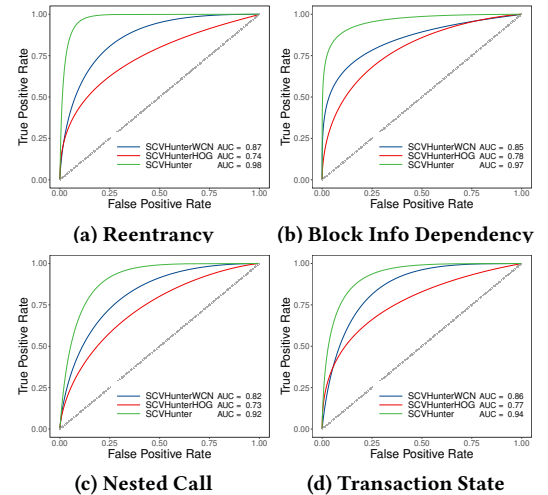 1.00
0.75
0.50
0.25
0.00
True Positive Rate
SCVHunterWCN AUC = 0.87
SCVHunterHOG AUC = 0.74
SCVHunter AUC = 0.98
0.00 0.25 0.50 0.75 1.00
False Positive Rate
(a) Reentrancy
1.00
0.75
0.50
0.25
0.00
True Positive Rate
SCVHunterWCN AUC = 0.85
SCVHunterHOG AUC = 0.78
SCVHunter AUC = 0.97
0.00 0.25 0.50 0.75 1.00
False Positive Rate
(b) Block Info Dependency
1.00
0.75
0.50
0.25
0.00
True Positive Rate
SCVHunterWCN AUC = 0.82
SCVHunterHOG AUC = 0.73
SCVHunter AUC = 0.92
0.00 0.25 0.50 0.75 1.00
False Positive Rate
(c) Nested Call
1.00
0.75
0.50
0.25
0.00
True Positive Rate
SCVHunterWCN AUC = 0.86
SCVHunterHOG AUC = 0.77
SCVHunter AUC = 0.94
0.00 0.25 0.50 0.75 1.00
False Positive Rate
(d) Transaction State